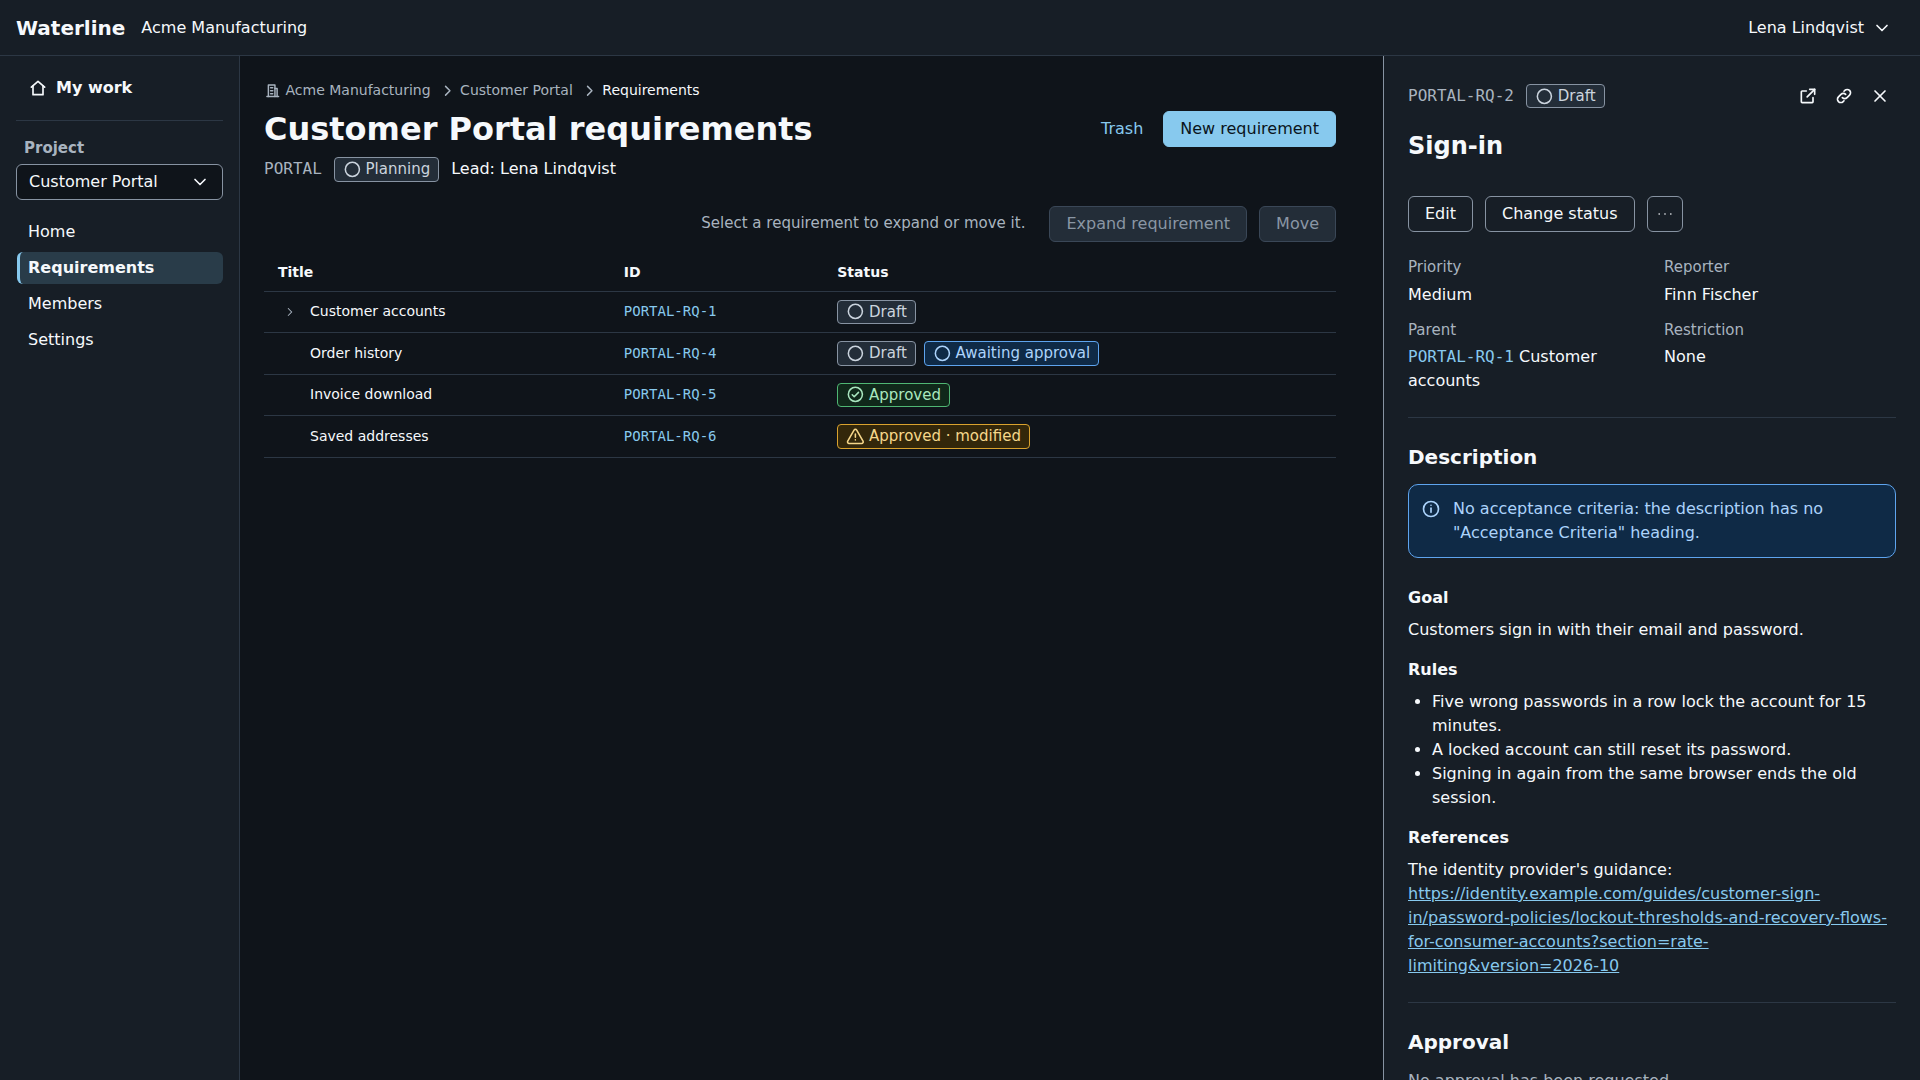 Waterline Acme Manufacturing
Lena Lindqvist
My work
Project
Customer Portal
Home
Requirements
Members
Settings
Acme Manufacturing Customer Portal Requirements
Customer Portal requirements
Trash
New requirement
PORTAL Planning Lead: Lena Lindqvist
Select a requirement to expand or move it.
Expand requirement
Move
Title ID Status
Customer accounts PORTAL-RQ-1 Draft
Order history PORTAL-RQ-4 Draft Awaiting approval
Invoice download PORTAL-RQ-5 Approved
Saved addresses PORTAL-RQ-6 Approved · modified
PORTAL-RQ-2 Draft
Sign-in
Edit
Change status
···
Priority Reporter
Medium Finn Fischer
Parent Restriction
PORTAL-RQ-1 Customer None
accounts
Description
No acceptance criteria: the description has no
"Acceptance Criteria" heading.
Goal
Customers sign in with their email and password.
Rules
• Five wrong passwords in a row lock the account for 15
minutes.
• A locked account can still reset its password.
• Signing in again from the same browser ends the old
session.
References
The identity provider's guidance:
https://identity.example.com/guides/customer-sign-
in/password-policies/lockout-thresholds-and-recovery-flows-
for-consumer-accounts?section=rate-
limiting&version=2026-10
Approval
No approval has been requested